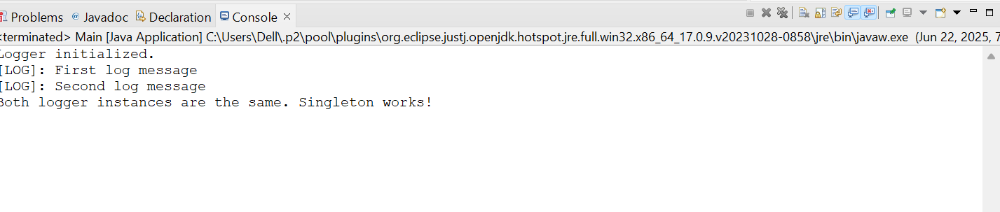 Problems @ Javadoc Declaration Console
<terminated> Main [Java Application] C:\Users\Dell\.p2\pool\plugins\org.eclipse.justj.openjdk.hotspot.jre.full.win32.x86_64_17.0.9.v20231028-0858\jre\bin\javaw.exe (Jun 22, 2025, 7
Logger initialized.
[LOG]: First log message
[LOG]: Second log message
Both logger instances are the same. Singleton works!